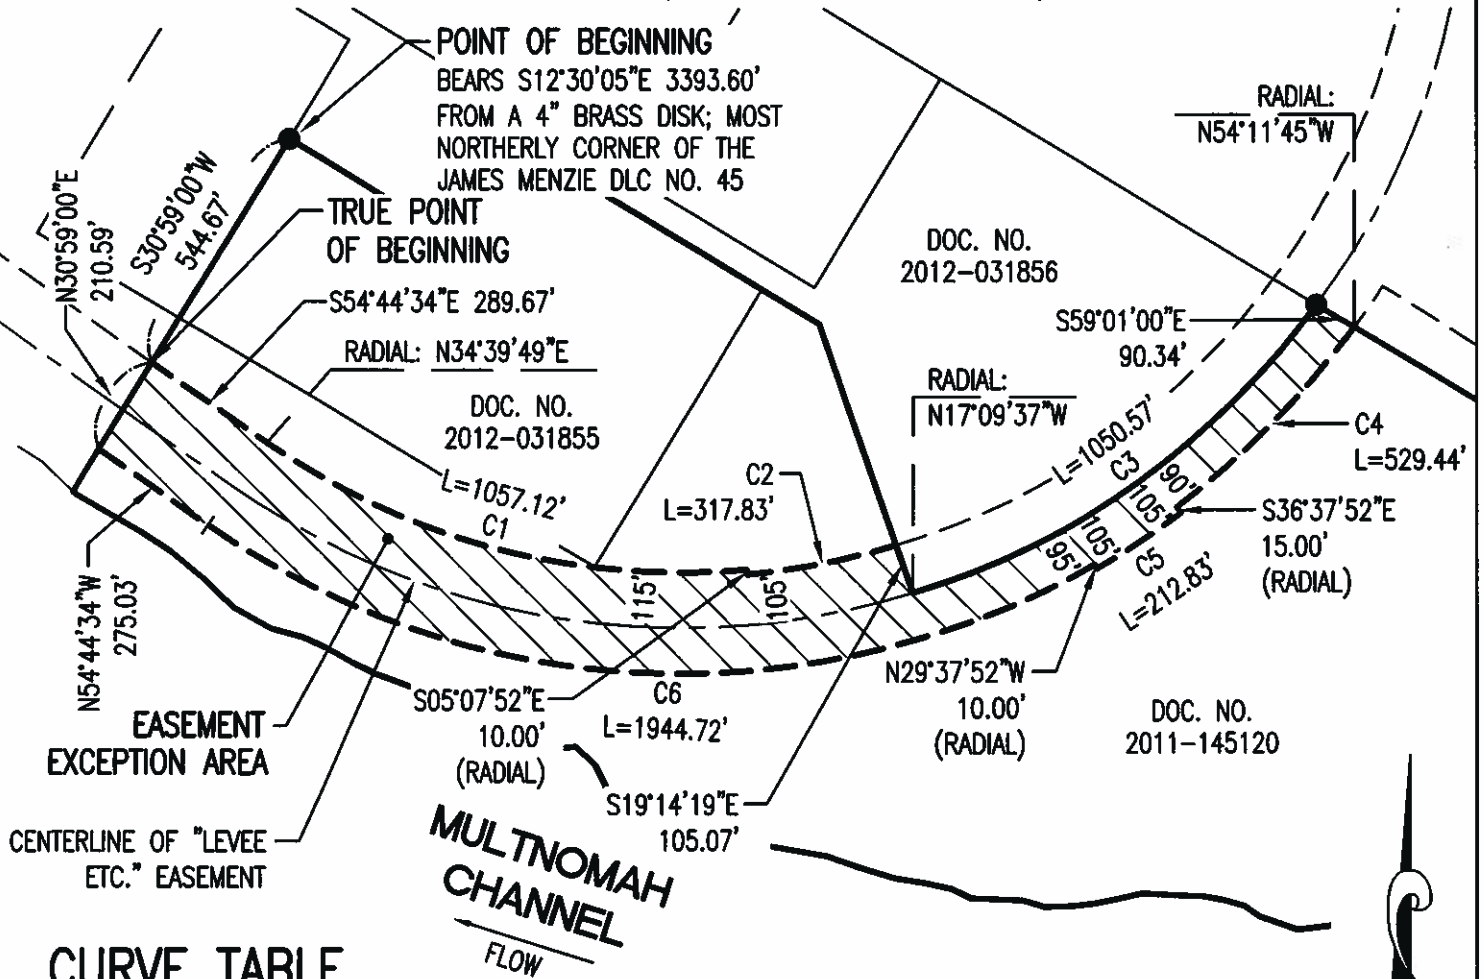 POINT OF BEGINNING
BEARS S12°30'05"E 3393.60'
FROM A 4" BRASS DISK; MOST
NORTHERLY CORNER OF THE
JAMES MENZIE DLC NO. 45
RADIAL:
N54°11'45"W
N30°59'00"E
210.59'
S30°59'00"W
544.67'
TRUE POINT
OF BEGINNING
S54°44'34"E 289.67'
RADIAL: N34°39'49"E
DOC. NO.
2012-031855
DOC. NO.
2012-031856
S59°01'00"E
90.34'
RADIAL:
N17°09'37"W
L=1057.12'
C1
C2
L=317.83'
L=1050.57'
C3
90'
105'
105'
95'
C4
L=529.44'
S36°37'52"E
15.00'
(RADIAL)
C5
L=212.83'
115'
105'
N54°44'34"W
275.03'
S05°07'52"E
10.00'
(RADIAL)
C6
L=1944.72'
N29°37'52"W
10.00'
(RADIAL)
DOC. NO.
2011-145120
EASEMENT
EXCEPTION AREA
S19°14'19"E
105.07'
CENTERLINE OF "LEVEE
ETC." EASEMENT
MULTNOMAH
CHANNEL
FLOW
CURVE TABLE